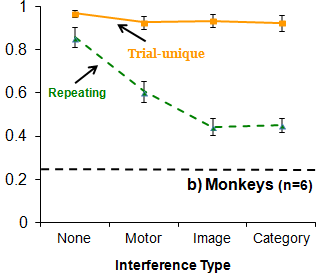 1
0.8
0.6
0.4
0.2
0
Trial-unique
Repeating
b) Monkeys (n=6)
None Motor Image Category
Interference Type